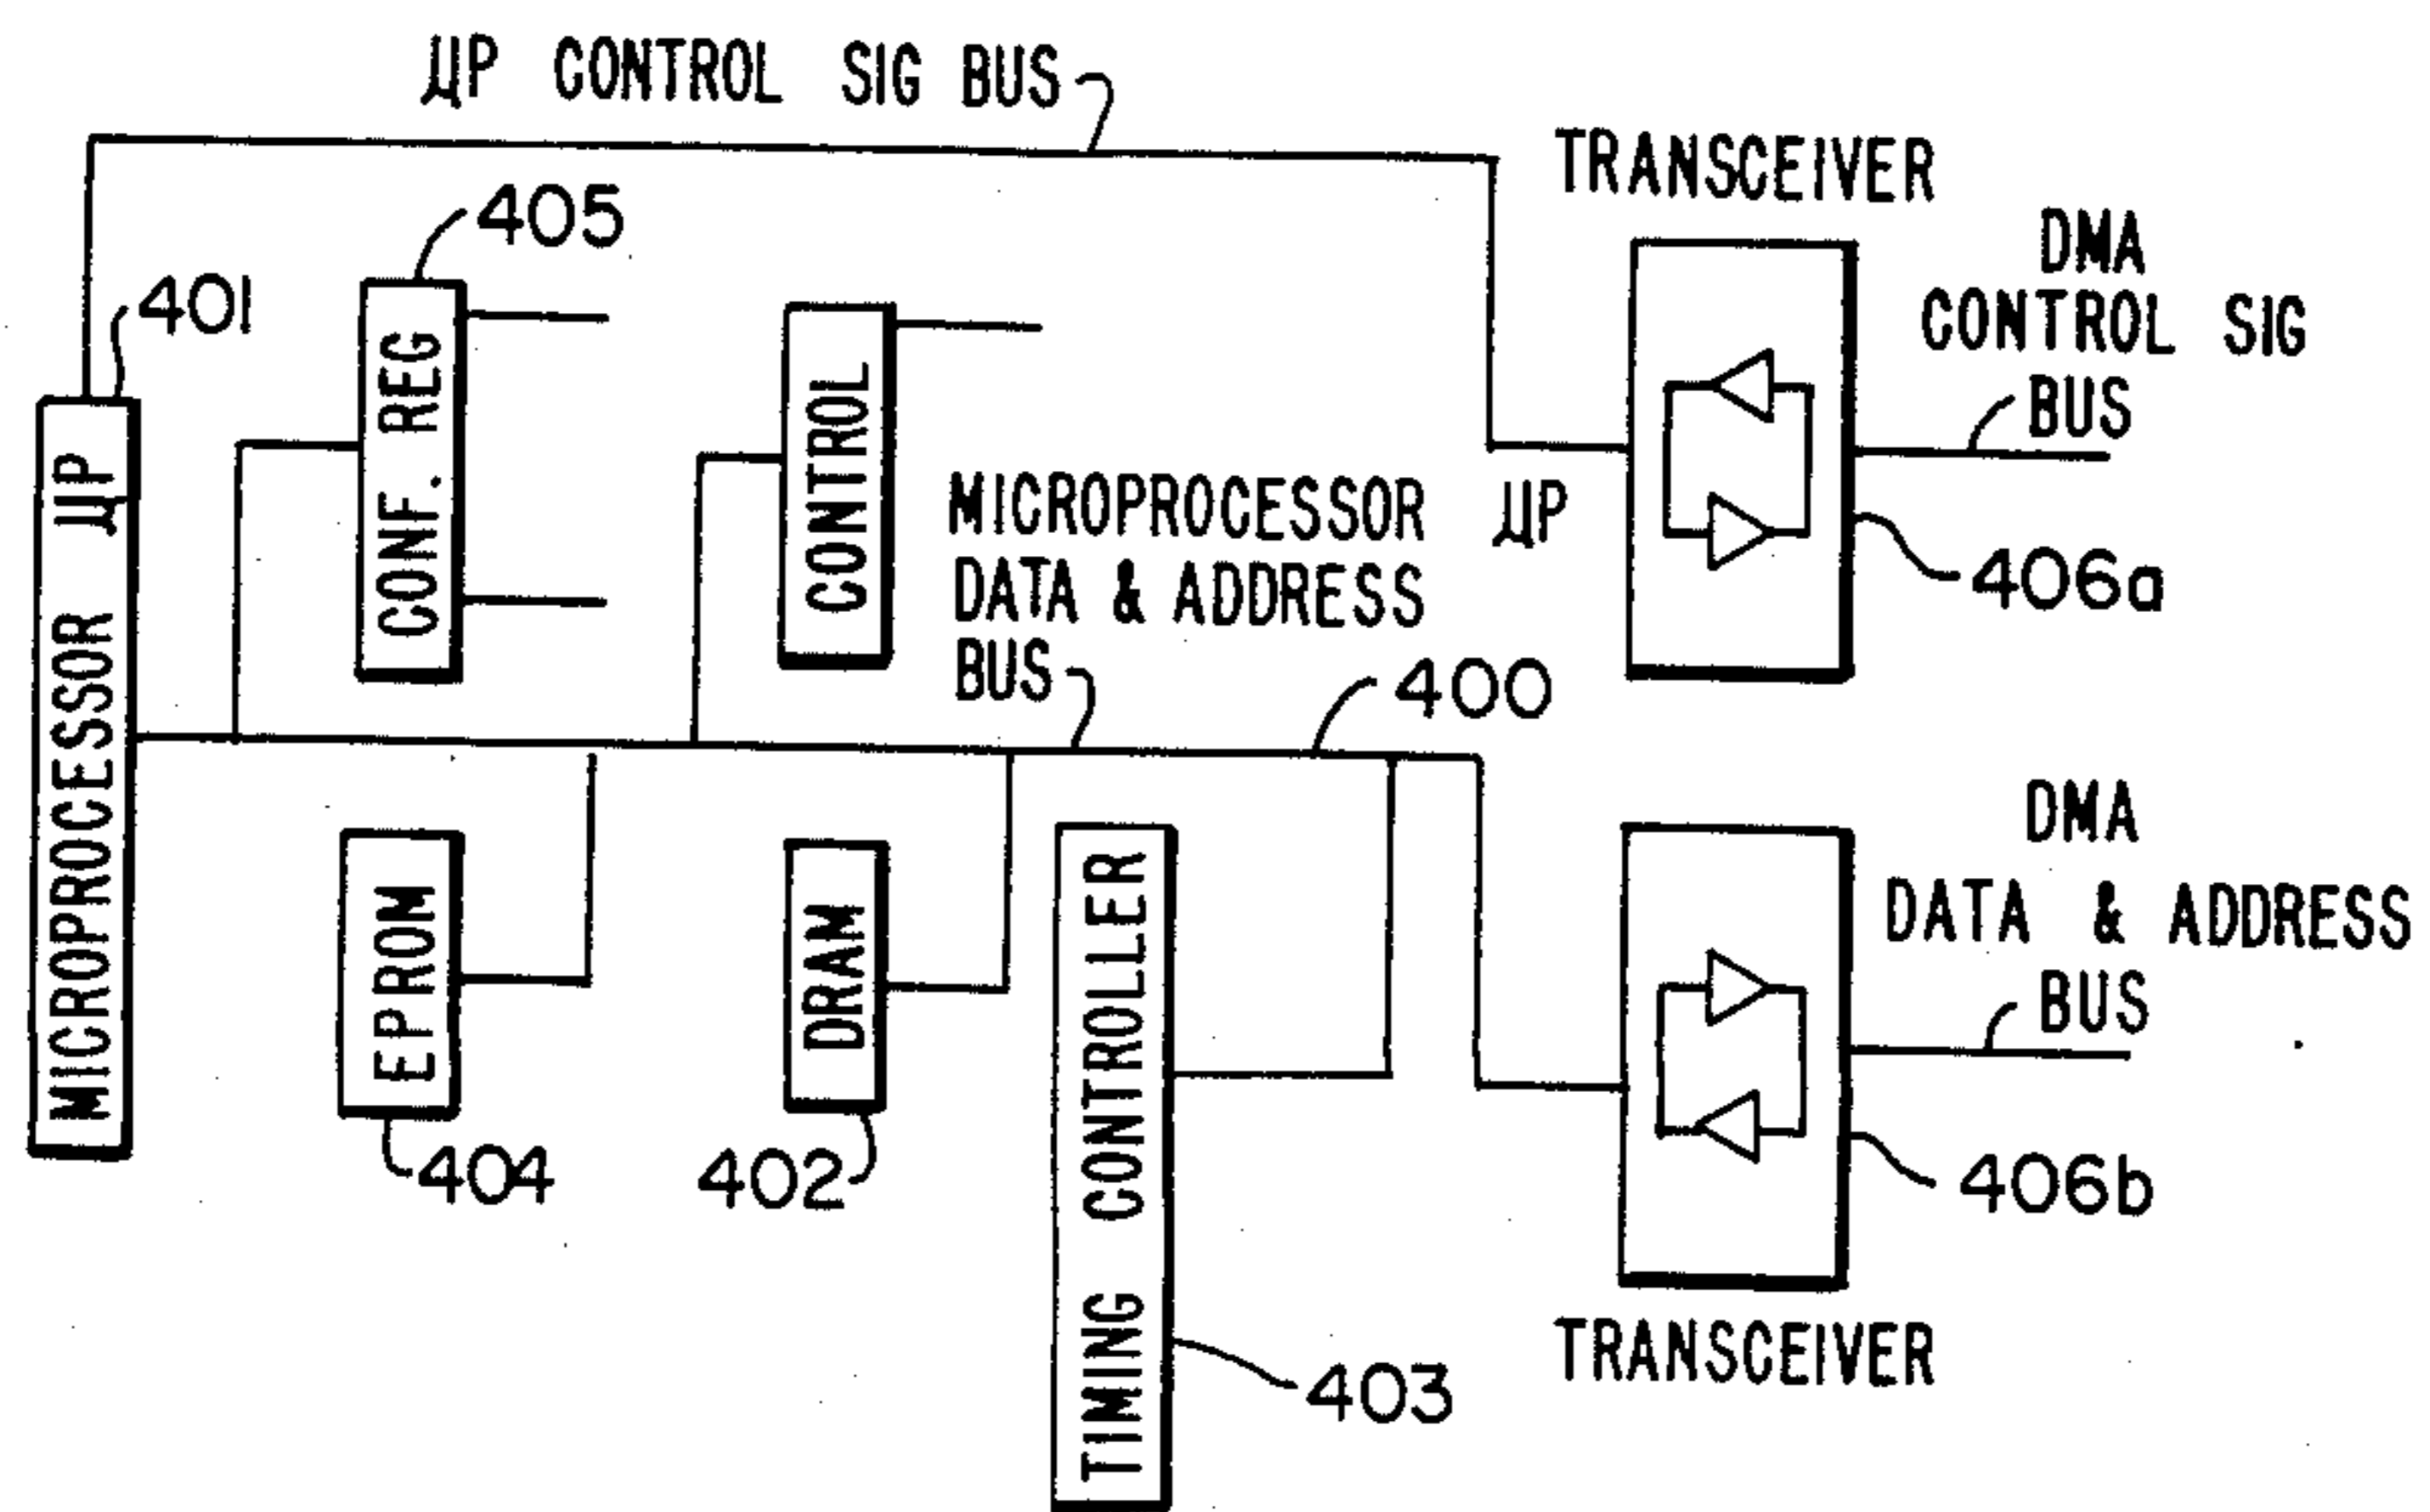 µP CONTROL SIG BUS
TRANSCEIVER
405
DMA
CONTROL SIG
BUS
401
CONF. REG
CONTROL
MICROPROCESSOR µP
MICROPROCESSOR µP
DATA & ADDRESS
BUS
406a
400
DMA
DATA & ADDRESS
BUS
EPROM
DRAM
TIMING CONTROLLER
404
402
406b
TRANSCEIVER
403